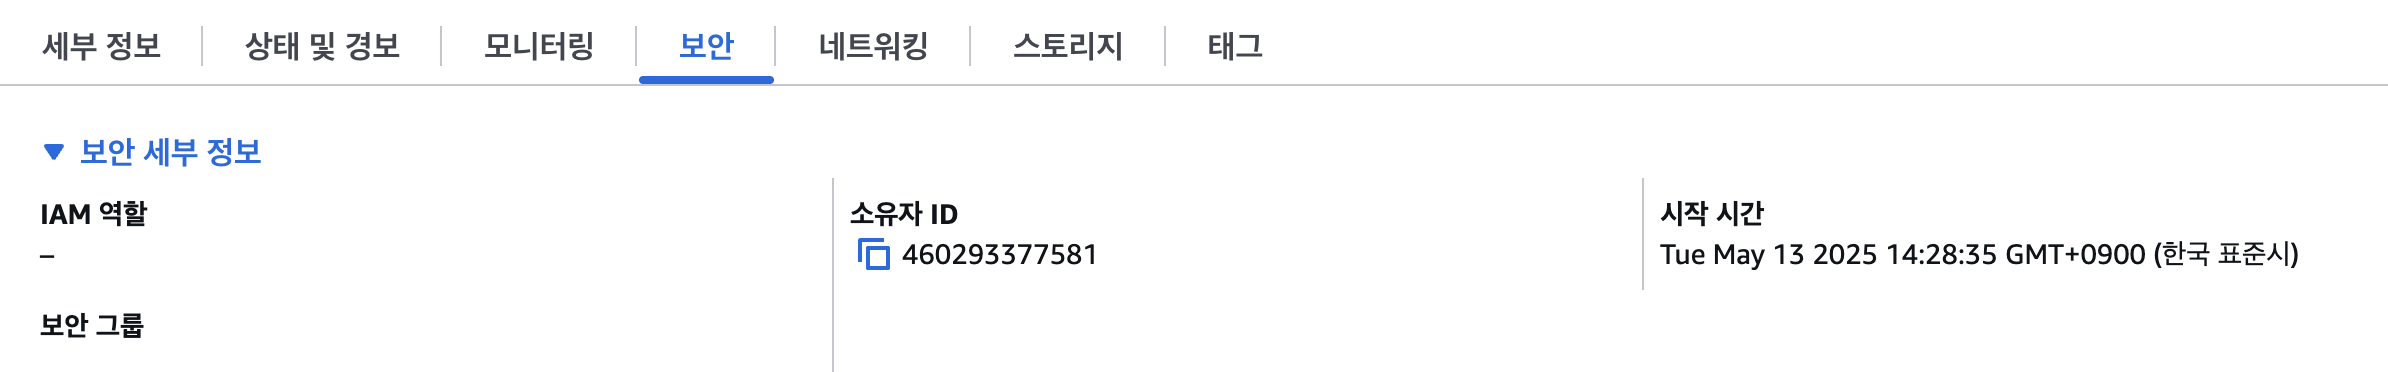 세부 정보 상태 및 경보 모니터링 보안 네트워킹 스토리지 태그
보안 세부 정보
IAM 역할
–
소유자 ID
460293377581
시작 시간
Tue May 13 2025 14:28:35 GMT+0900 (한국 표준시)
보안 그룹